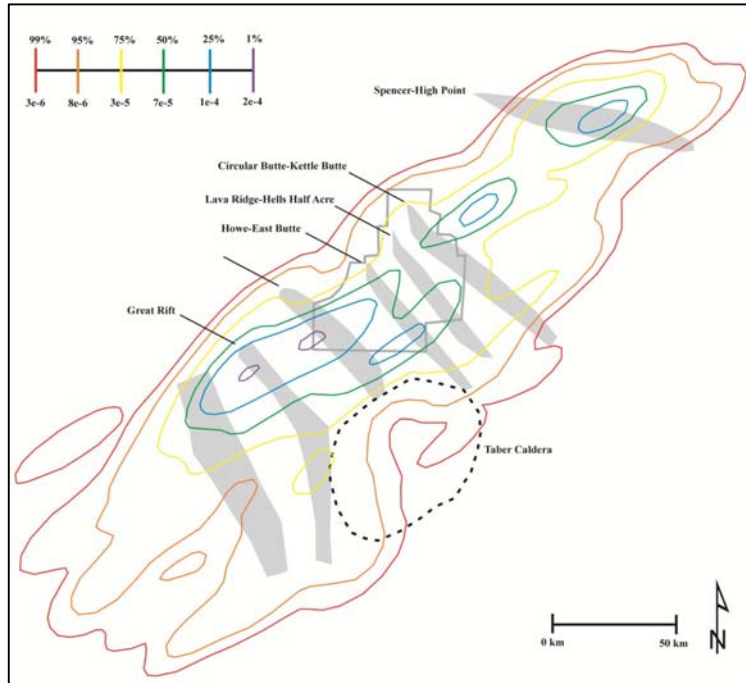 99% 95% 75% 50% 25% 1%
3e-6 8e-6 3e-5 7e-5 1e-4 2e-4
Spencer-High Point
Circular Butte-Kettle Butte
Lava Ridge-Hells Half Acre
Howe-East Butte
Great Rift
Taber Caldera
0 km 50 km
N